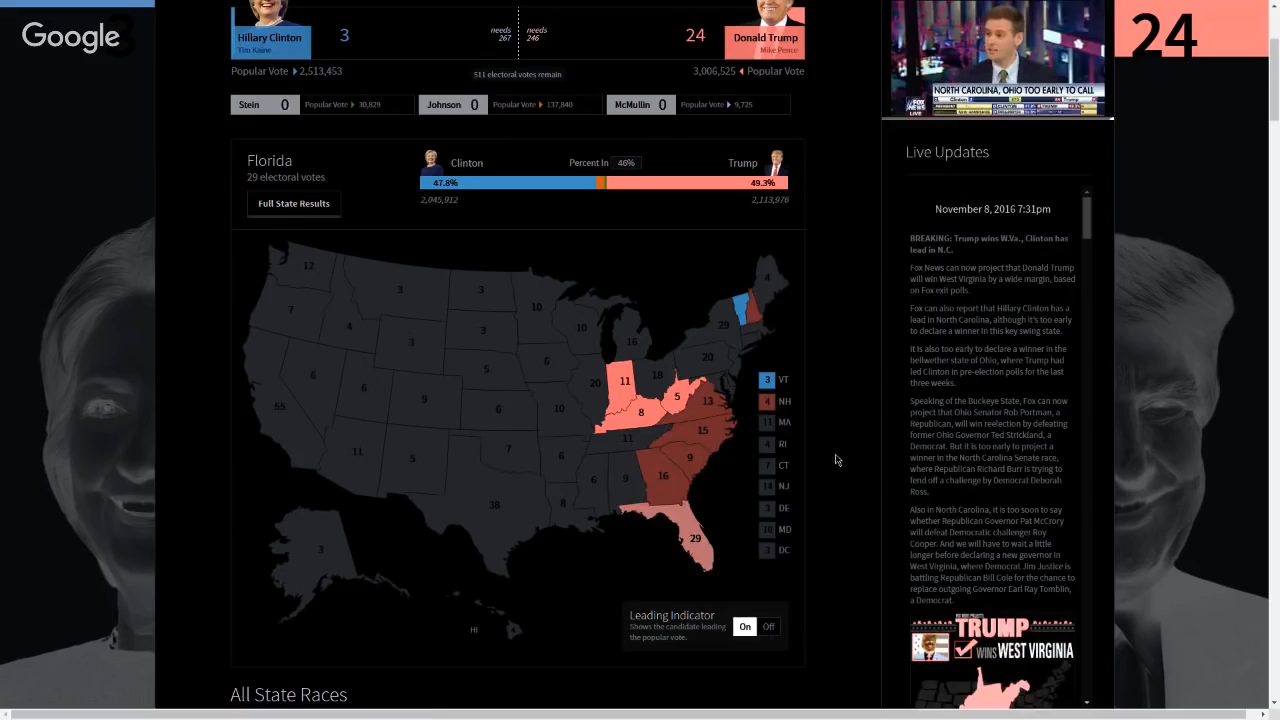 Google
3
24
Hillary Clinton
Tim Kaine
3
needs
267
needs
246
24
Donald Trump
Mike Pence
Popular Vote 2,513,453
511 electoral votes remain
3,006,525 Popular Vote
Stein 0 Popular Vote 30,829
Johnson 0 Popular Vote 137,840
McMullin 0 Popular Vote 9,725
Florida
29 electoral votes
Full State Results
Clinton
Percent In 46%
Trump
47.8%
49.3%
2,045,912
2,113,976
12
3
3
10
4
7
3
10
29
3
16
20
6
5
20
11
18
6
9
5
55
6
10
8
13
11
15
11
5
7
6
9
16
9
6
38
8
29
HI
3 VT
4 NH
11 MA
4 RI
7 CT
14 NJ
3 DE
10 MD
3 DC
Leading Indicator
Shows the candidate leading
the popular vote.
On Off
All State Races
NORTH CAROLINA, OHIO TOO EARLY TO CALL
FOX NEWS
LIVE
Live Updates
November 8, 2016 7:31pm
BREAKING: Trump wins W.Va., Clinton has
lead in N.C.
Fox News can now project that Donald Trump
will win West Virginia by a wide margin, based
on Fox exit polls.
Fox can also report that Hillary Clinton has a
lead in North Carolina, although it's too early
to declare a winner in this key swing state.
It is also too early to declare a winner in the
bellwether state of Ohio, where Trump had
led Clinton in pre-election polls for the last
three weeks.
Speaking of the Buckeye State, Fox can now
project that Ohio Senator Rob Portman, a
Republican, will win reelection by defeating
former Ohio Governor Ted Strickland, a
Democrat. But it is too early to project a
winner in the North Carolina Senate race,
where Republican Richard Burr is trying to
fend off a challenge by Democrat Deborah
Ross.
Also in North Carolina, it is too soon to say
whether Republican Governor Pat McCrory
will defeat Democratic challenger Roy
Cooper. And we will have to wait a little
longer before declaring a new governor in
West Virginia, where Democrat Jim Justice is
battling Republican Bill Cole for the chance to
replace outgoing Governor Earl Ray Tomblin,
a Democrat.
FOX NEWS PROJECTS
TRUMP
WINS WEST VIRGINIA